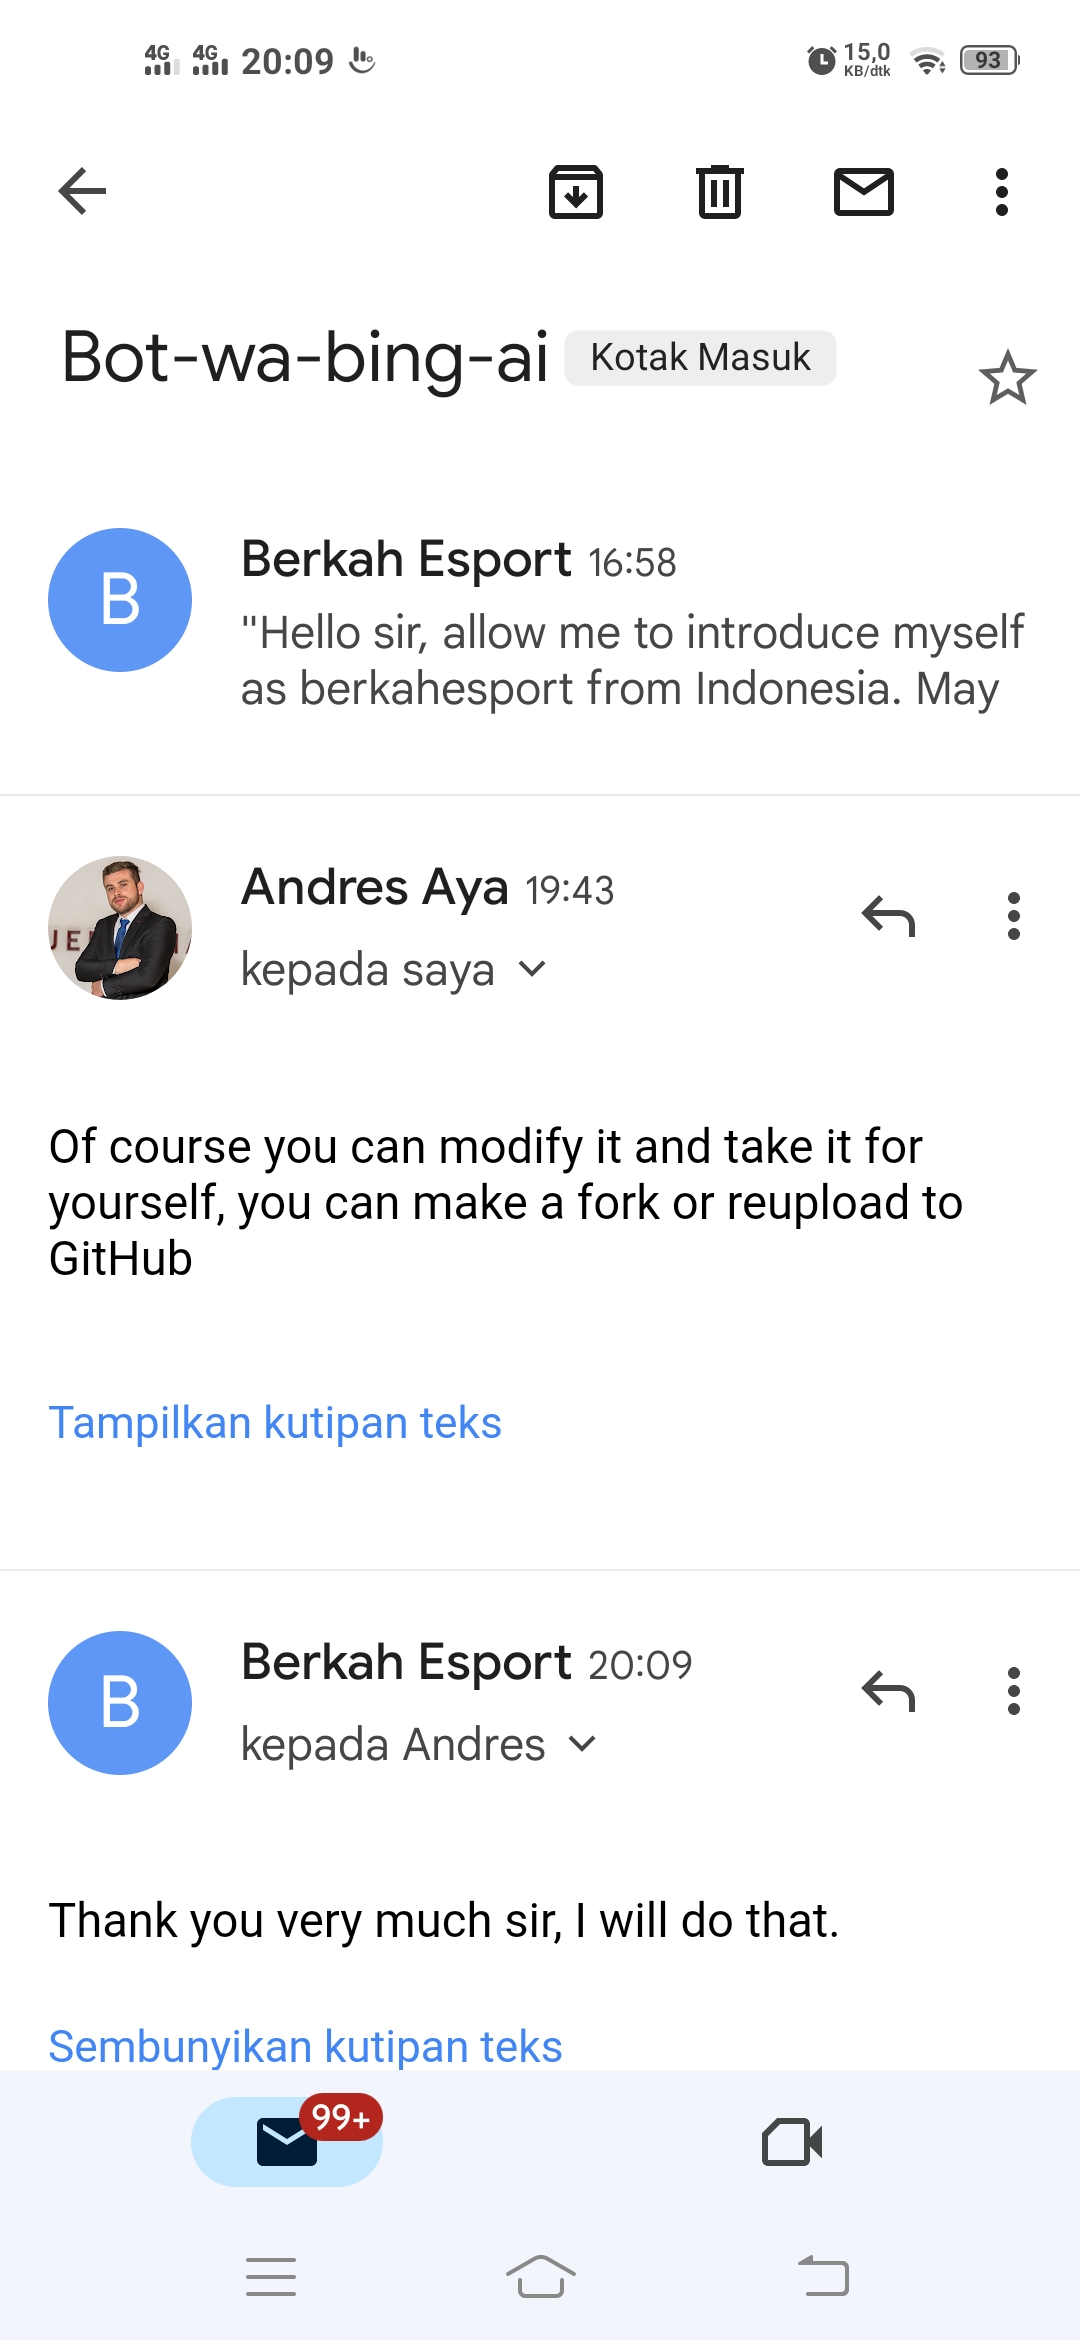 4G 4G 20:09 15,0 KB/dtk 93
Bot-wa-bing-ai Kotak Masuk
B
Berkah Esport 16:58
"Hello sir, allow me to introduce myself
as berkahesport from Indonesia. May
Andres Aya 19:43
kepada saya
Of course you can modify it and take it for
yourself, you can make a fork or reupload to
GitHub
Tampilkan kutipan teks
B
Berkah Esport 20:09
kepada Andres
Thank you very much sir, I will do that.
Sembunyikan kutipan teks
99+